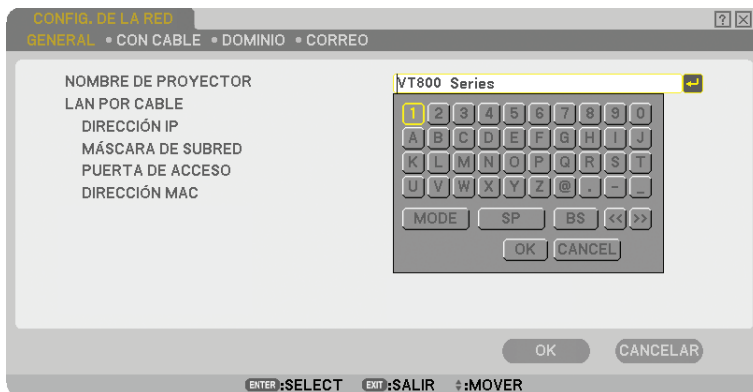 CONFIG. DE LA RED ? X
GENERAL • CON CABLE • DOMINIO • CORREO
NOMBRE DE PROYECTOR VT800 Series
LAN POR CABLE
DIRECCIÓN IP
MÁSCARA DE SUBRED
PUERTA DE ACCESO
DIRECCIÓN MAC
1 2 3 4 5 6 7 8 9 0
A B C D E F G H I J
K L M N O P Q R S T
U V W X Y Z @ . - _
MODE SP BS << >>
OK CANCEL
OK CANCELAR
ENTER :SELECT EXIT :SALIR :MOVER